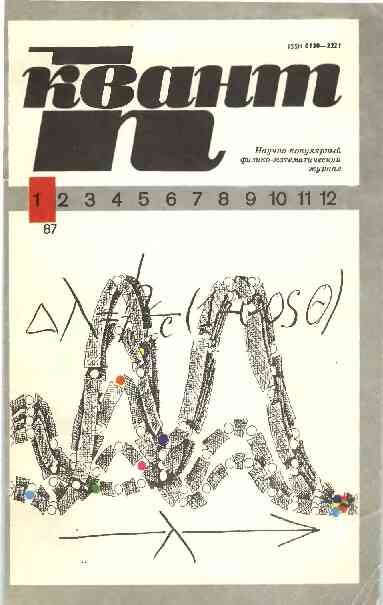 ISSN 0130—2221
квант
Научно-популярный
физико-математический
журнал
1 2 3 4 5 6 7 8 9 10 11 12
87
λ